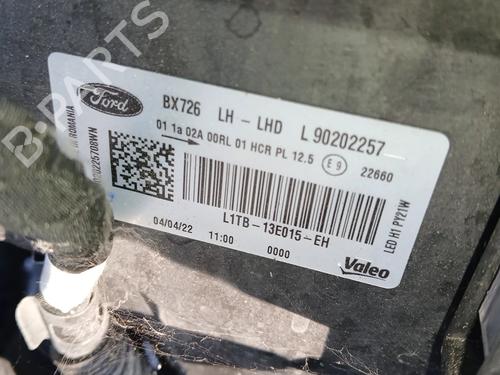 Ford
BX726 LH - LHD L 90202257
01 1a 02A 00RL 01 HCR PL 12.5 E9 22660
ROMANIA
L1TB - 13E015 - EH
04/04/22 11:00 0000
LED H1 PY21W
Valeo
B-PARTS